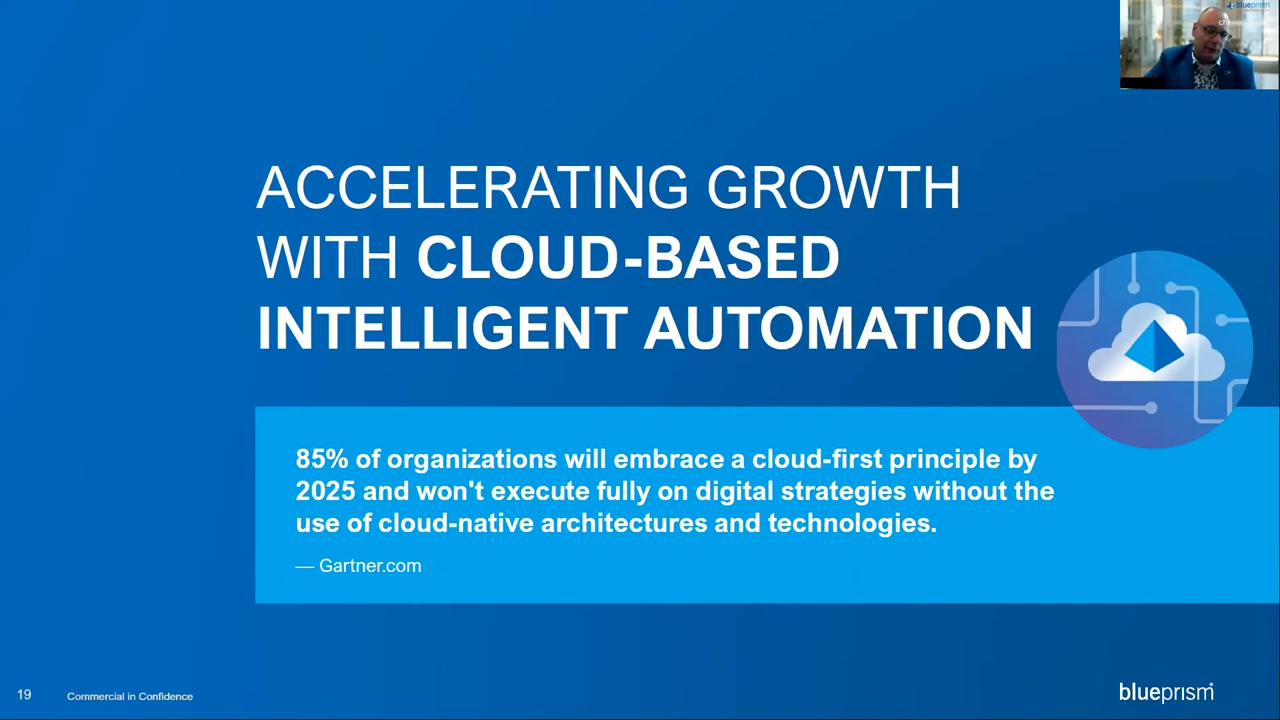 blueprism
ACCELERATING GROWTH
WITH CLOUD-BASED
INTELLIGENT AUTOMATION
85% of organizations will embrace a cloud-first principle by
2025 and won't execute fully on digital strategies without the
use of cloud-native architectures and technologies.
— Gartner.com
19
Commercial in Confidence
blueprism